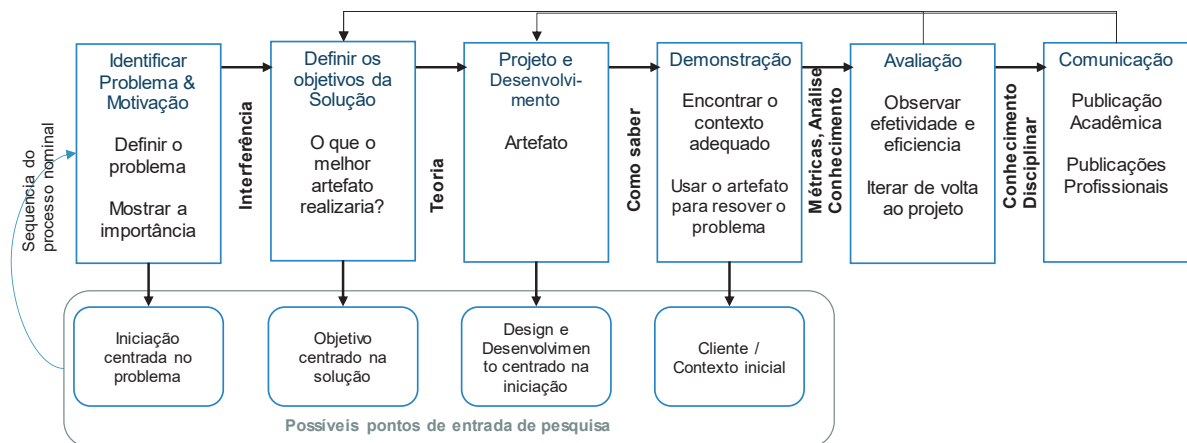 Sequencia do
processo nominal
Identificar
Problema &
Motivação
Definir o
problema
Mostrar a
importância
Interferência
Definir os
objetivos da
Solução
O que o
melhor
artefato
realizaria?
Teoria
Projeto e
Desenvolvi-
mento
Artefato
Como saber
Demonstração
Encontrar o
contexto
adequado
Usar o artefato
para resover o
problema
Métricas, Análise
Conhecimento
Avaliação
Observar
efetividade e
eficiencia
Iterar de volta
ao projeto
Conhecimento
Disciplinar
Comunicação
Publicação
Acadêmica
Publicações
Profissionais
Iniciação
centrada no
problema
Objetivo
centrado na
solução
Design e
Desenvolvimen
to centrado na
iniciação
Cliente /
Contexto inicial
Possíveis pontos de entrada de pesquisa